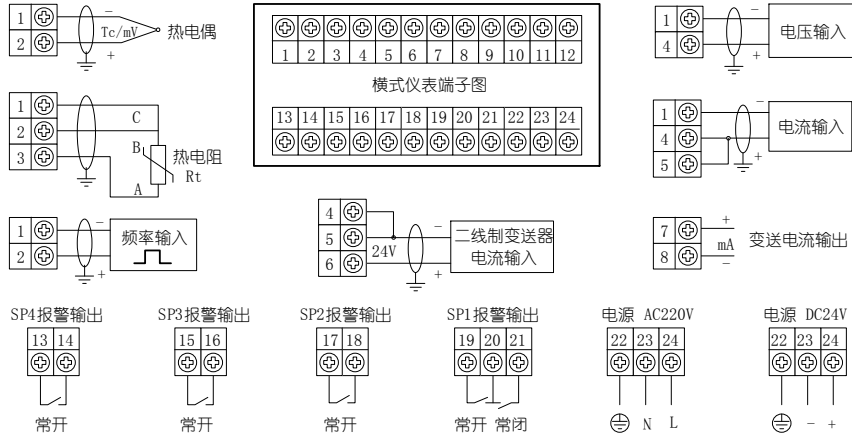 1
2
Tc/mV
−
+
热电偶
1
2
3
C
B
A
热电阻
Rt
1
2
−
+
频率输入
1 2 3 4 5 6 7 8 9 10 11 12
横式仪表端子图
13 14 15 16 17 18 19 20 21 22 23 24
4
5
6
24V
−
+
二线制变送器
电流输入
1
4
−
+
电压输入
1
4
5
−
+
电流输入
7
8
+
mA
−
变送电流输出
SP4报警输出
13 14
常开
SP3报警输出
15 16
常开
SP2报警输出
17 18
常开
SP1报警输出
19 20 21
常开 常闭
电源 AC220V
22 23 24
N L
电源 DC24V
22 23 24
− +